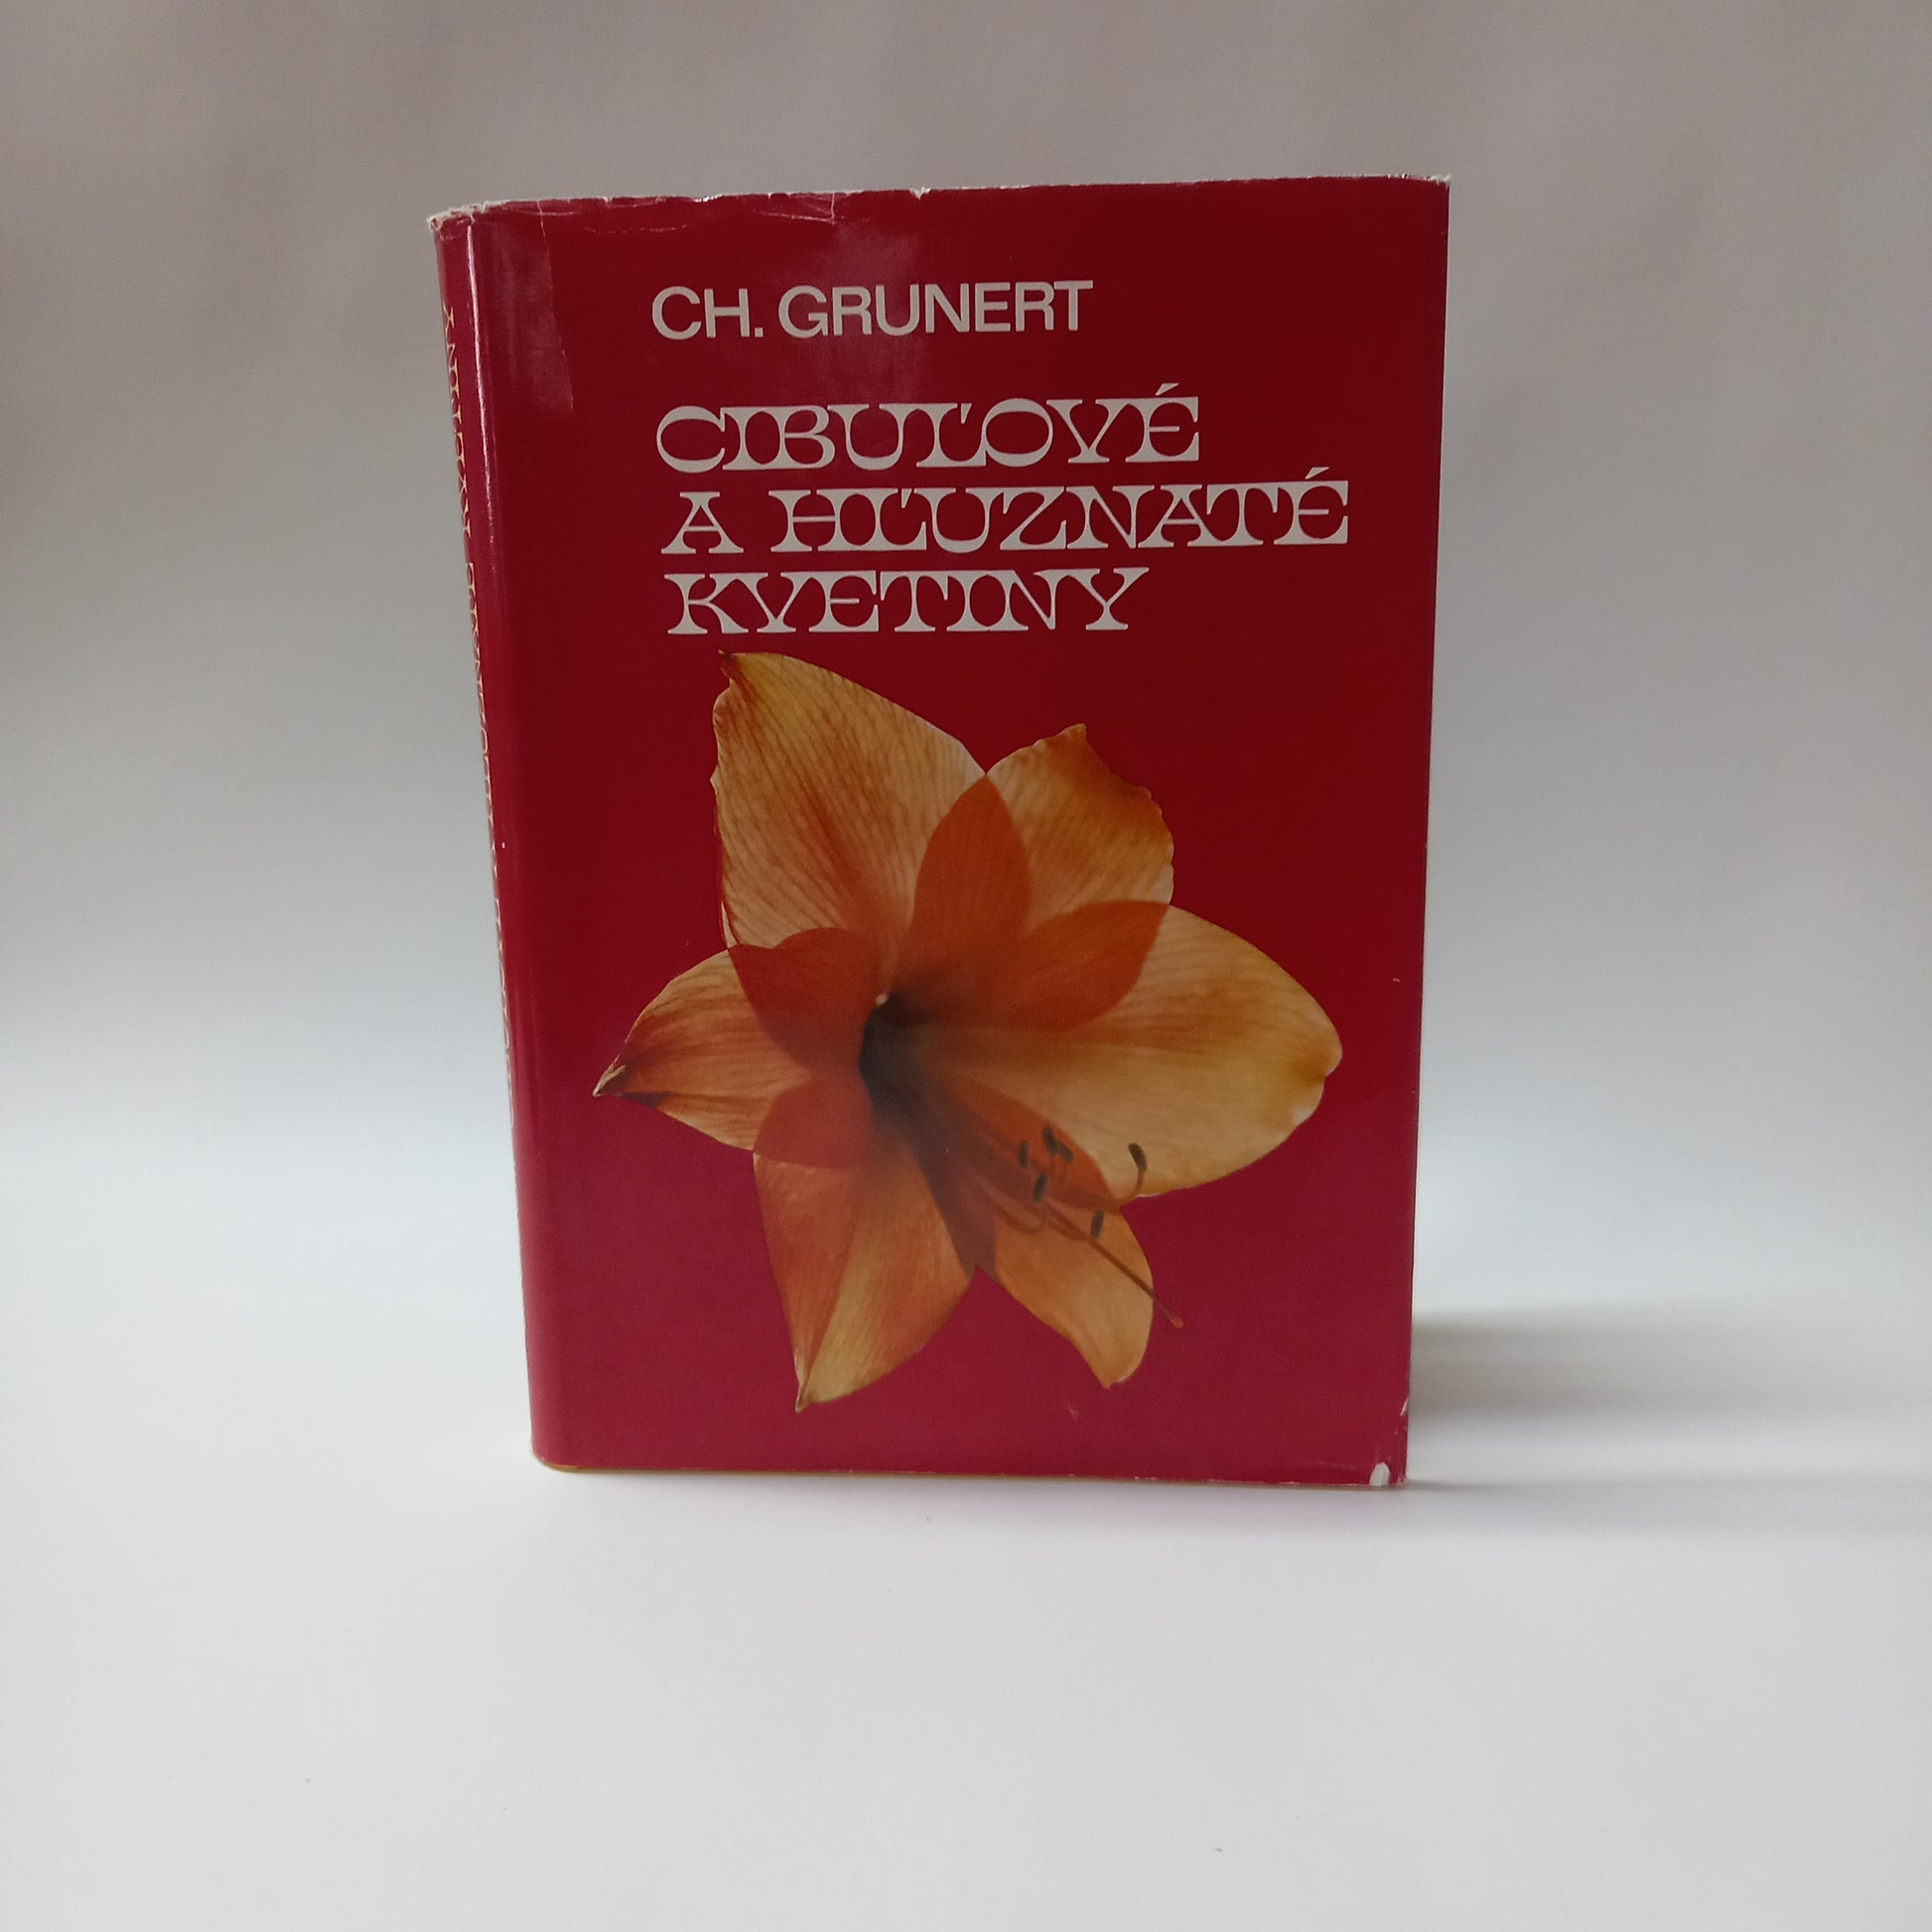 CH. GRUNERT
CIBUĽOVÉ
A HĽUZNATÉ
KVETINY